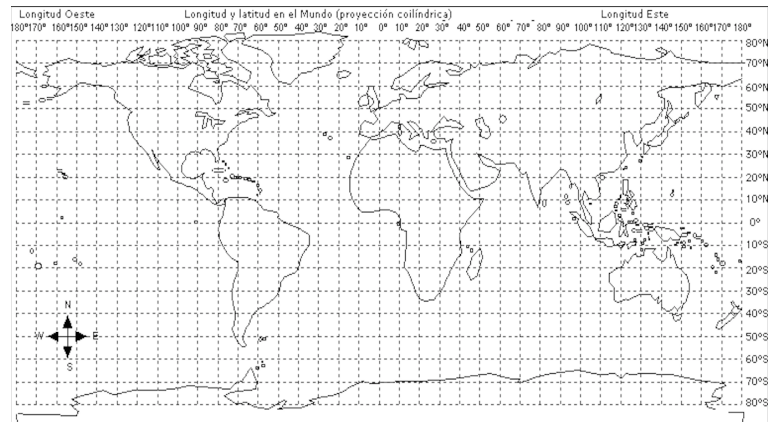 Longitud Oeste Longitud y latitud en el Mundo (proyección coilíndrica) Longitud Este
180°170° 160° 150° 140° 130° 120°110° 100° 90° 80° 70° 60° 50° 40° 30° 20° 10° 0° 10° 20° 30° 40° 50° 60° 70° 80° 90° 100° 110° 120° 130° 140° 150° 160° 170° 180°
80°N
70°N
60°N
50°N
40°N
30°N
20°N
10°N
0°
10°S
20°S
30°S
N
40°S
W E
50°S
S
60°S
70°S
80°S